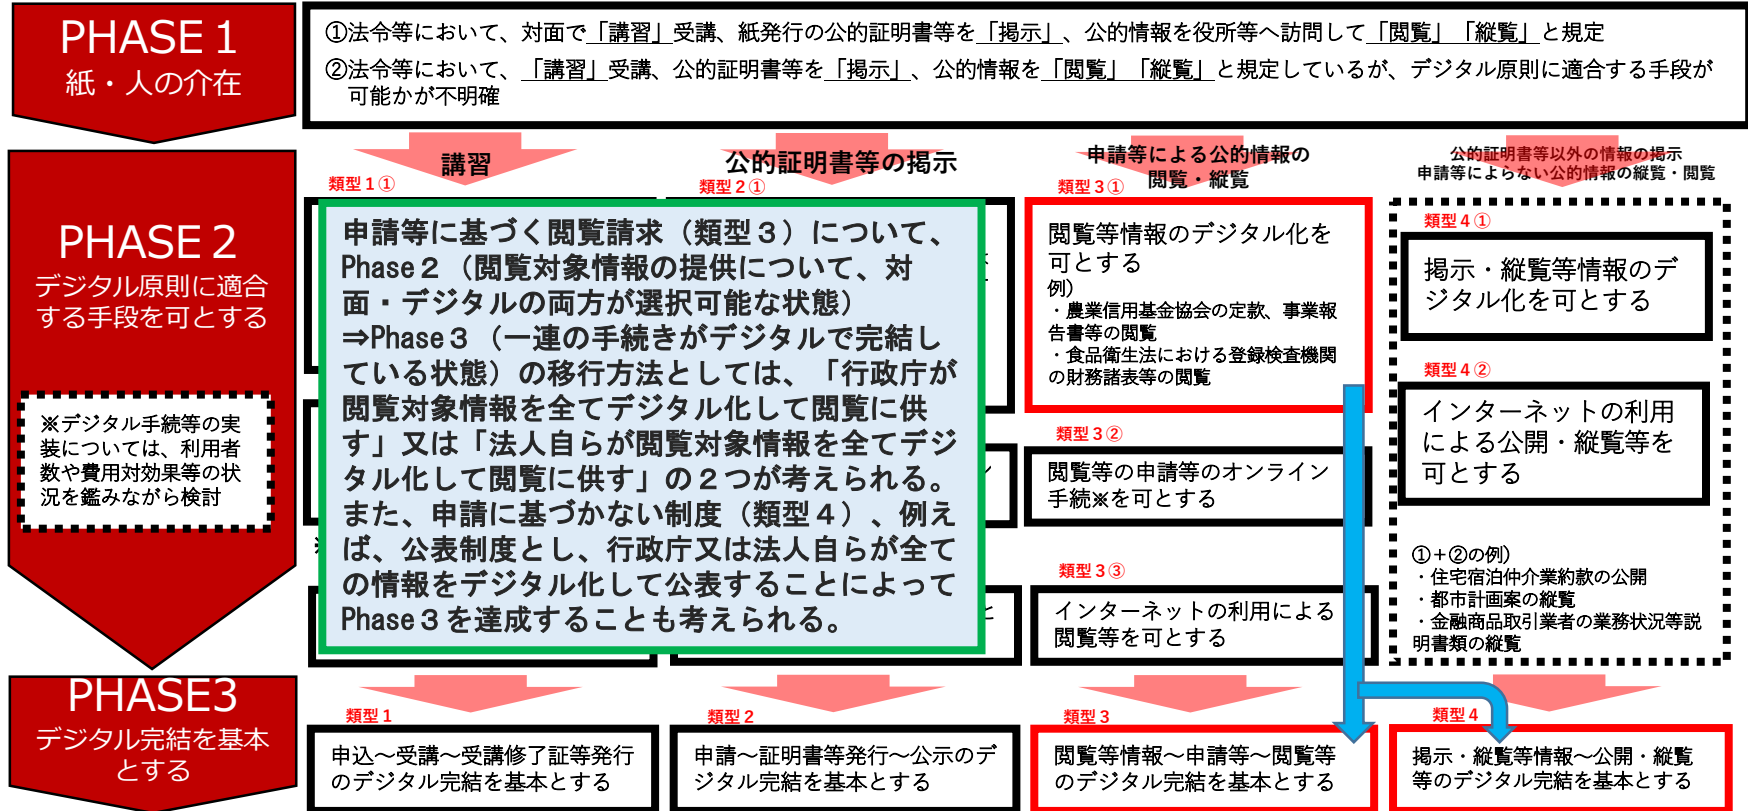 PHASE 1
紙・人の介在
①法令等において、対面で「講習」受講、紙発行の公的証明書等を「掲示」、公的情報を役所等へ訪問して「閲覧」「縦覧」と規定
②法令等において、「講習」受講、公的証明書等を「掲示」、公的情報を「閲覧」「縦覧」と規定しているが、デジタル原則に適合する手段が
可能かが不明確
PHASE 2
デジタル原則に適合
する手段を可とする
※デジタル手続等の実
装については、利用者
数や費用対効果等の状
況を鑑みながら検討
講習
類型1①
公的証明書等の掲示
類型2①
申請等に基づく閲覧請求（類型３）について、
Phase２（閲覧対象情報の提供について、対
面・デジタルの両方が選択可能な状態）
⇒Phase３（一連の手続きがデジタルで完結し
ている状態）の移行方法としては、「行政庁が
閲覧対象情報を全てデジタル化して閲覧に供
す」又は「法人自らが閲覧対象情報を全てデジ
タル化して閲覧に供す」の２つが考えられる。
また、申請に基づかない制度（類型４）、例え
ば、公表制度とし、行政庁又は法人自らが全て
の情報をデジタル化して公表することによって
Phase３を達成することも考えられる。
申請等による公的情報の
閲覧・縦覧
類型3①
閲覧等情報のデジタル化を
可とする
例）
・農業信用基金協会の定款、事業報
告書等の閲覧
・食品衛生法における登録検査機関
の財務諸表等の閲覧
類型3②
閲覧等の申請等のオンライン
手続※を可とする
類型3③
インターネットの利用による
閲覧等を可とする
公的証明書等以外の情報の掲示
申請等によらない公的情報の縦覧・閲覧
類型4①
掲示・縦覧等情報のデ
ジタル化を可とする
類型4②
インターネットの利用
による公開・縦覧等を
可とする
①+②の例）
・住宅宿泊仲介業約款の公開
・都市計画案の縦覧
・金融商品取引業者の業務状況等説
明書類の縦覧
PHASE3
デジタル完結を基本
とする
類型1
申込～受講～受講修了証等発行
のデジタル完結を基本とする
類型2
申請～証明書等発行～公示のデ
ジタル完結を基本とする
類型3
閲覧等情報～申請等～閲覧等
のデジタル完結を基本とする
類型4
掲示・縦覧等情報～公開・縦覧
等のデジタル完結を基本とする